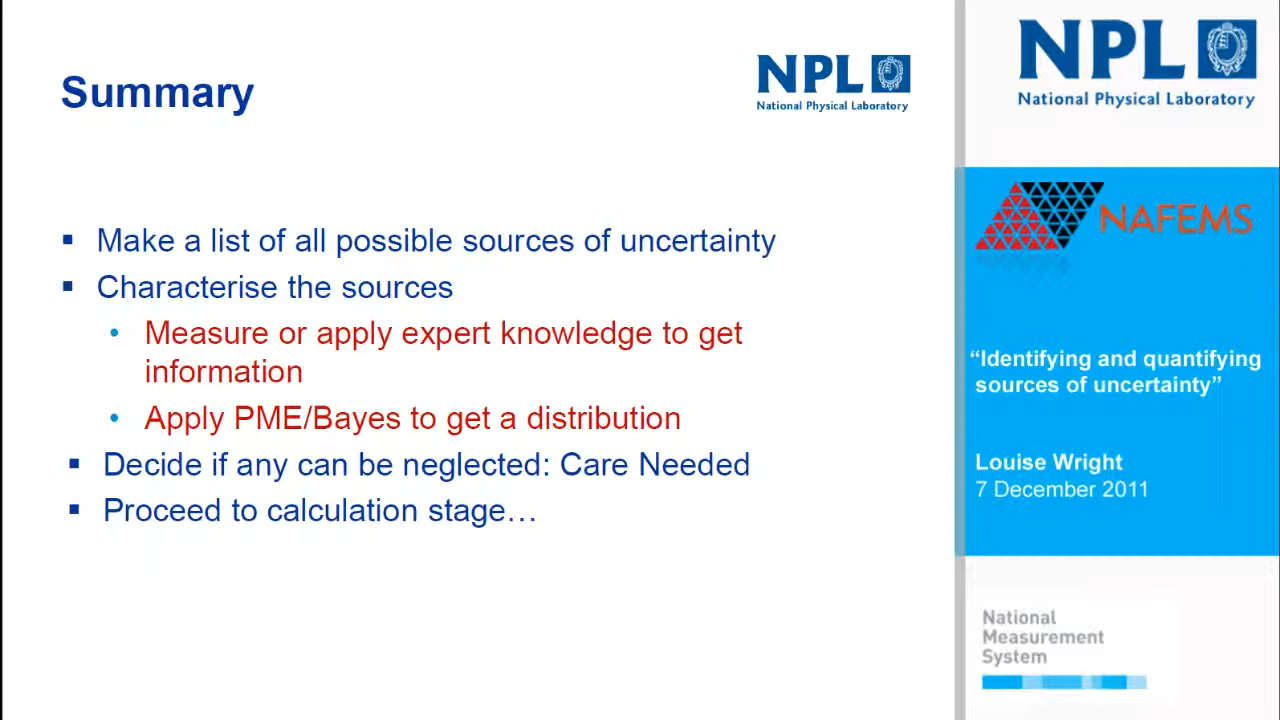 Summary
NPL
National Physical Laboratory
▪ Make a list of all possible sources of uncertainty
▪ Characterise the sources
• Measure or apply expert knowledge to get
information
• Apply PME/Bayes to get a distribution
▪ Decide if any can be neglected: Care Needed
▪ Proceed to calculation stage…
NPL
National Physical Laboratory
NAFEMS
“Identifying and quantifying
sources of uncertainty”
Louise Wright
7 December 2011
National
Measurement
System